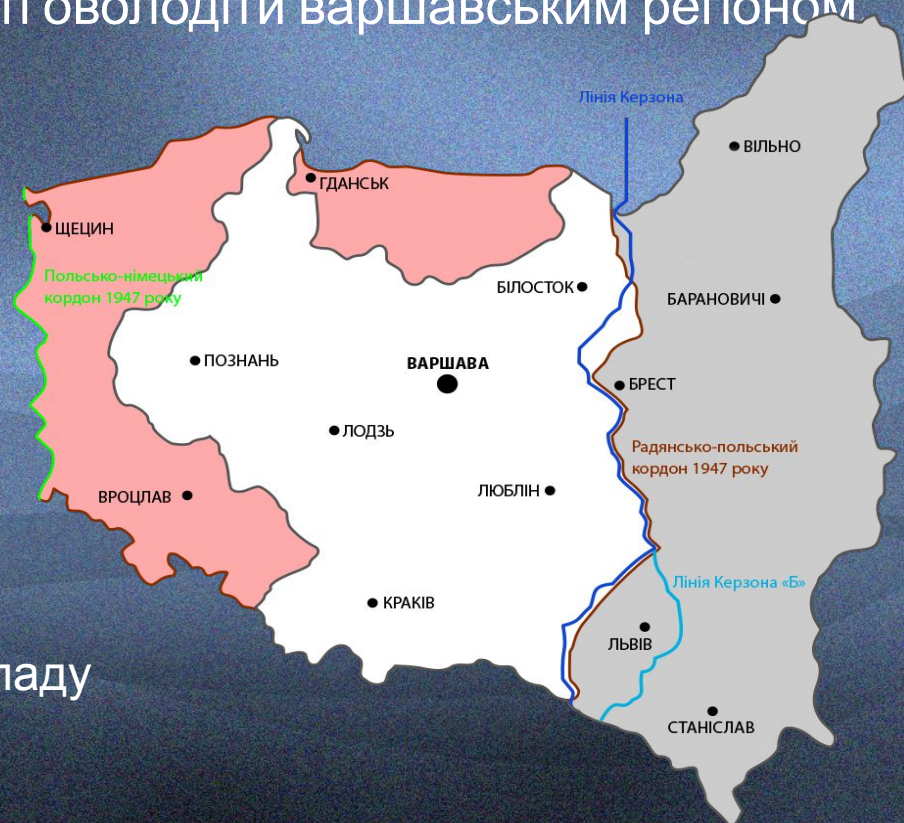 оволодіти варшавським регіоном
Лінія Керзона
ВІЛЬНО
ГДАНСЬК
ЩЕЦИН
Польсько-німецький
кордон 1947 року
БІЛОСТОК
БАРАНОВИЧІ
ПОЗНАНЬ
ВАРШАВА
БРЕСТ
ЛОДЗЬ
Радянсько-польський
кордон 1947 року
ВРОЦЛАВ
ЛЮБЛІН
Лінія Керзона «Б»
КРАКІВ
ЛЬВІВ
ладу
СТАНІСЛАВ